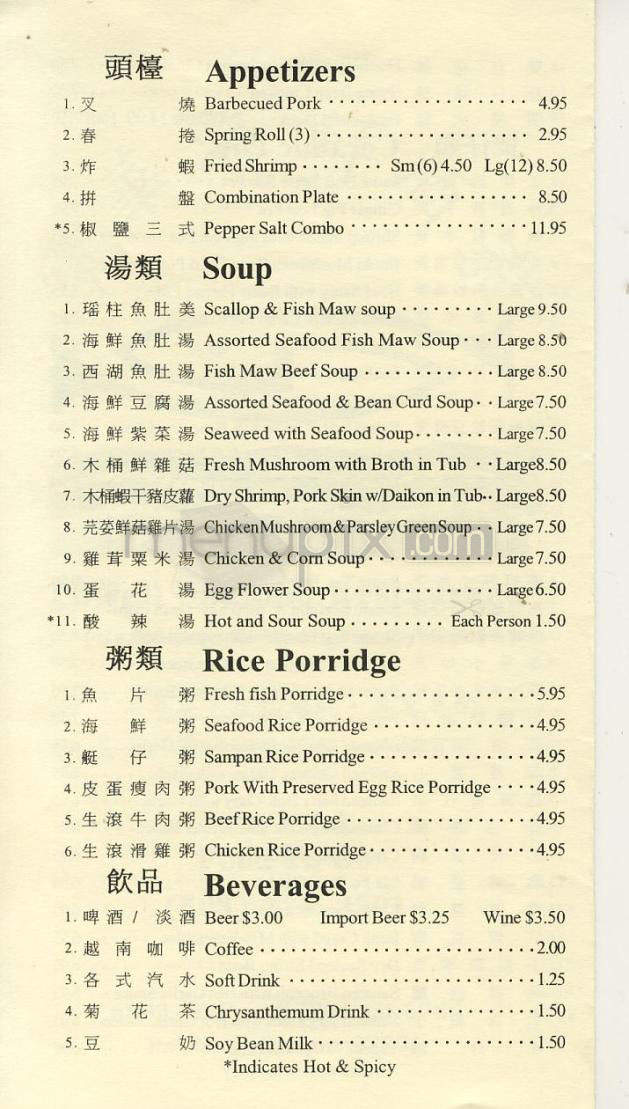 頭檯 Appetizers
1. 叉燒 Barbecued Pork 4.95
2. 春捲 Spring Roll (3) 2.95
3. 炸蝦 Fried Shrimp Sm (6) 4.50 Lg(12) 8.50
4. 拼盤 Combination Plate 8.50
*5. 椒鹽三式 Pepper Salt Combo 11.95
湯類 Soup
1. 瑤柱魚肚羮 Scallop & Fish Maw soup Large 9.50
2. 海鮮魚肚湯 Assorted Seafood Fish Maw Soup Large 8.50
3. 西湖魚肚湯 Fish Maw Beef Soup Large 8.50
4. 海鮮豆腐湯 Assorted Seafood & Bean Curd Soup Large 7.50
5. 海鮮紫菜湯 Seaweed with Seafood Soup Large 7.50
6. 木桶鮮雜菇 Fresh Mushroom with Broth in Tub Large8.50
7. 木桶蝦干豬皮蘿 Dry Shrimp, Pork Skin w/Daikon in Tub Large8.50
8. 芫荽鮮菇雞片湯 Chicken Mushroom & Parsley Green Soup Large 7.50
menupix.com
9. 雞茸粟米湯 Chicken & Corn Soup Large 7.50
10. 蛋花湯 Egg Flower Soup Large 6.50
*11. 酸辣湯 Hot and Sour Soup Each Person 1.50
粥類 Rice Porridge
1. 魚片粥 Fresh fish Porridge 5.95
2. 海鮮粥 Seafood Rice Porridge 4.95
3. 艇仔粥 Sampan Rice Porridge 4.95
4. 皮蛋瘦肉粥 Pork With Preserved Egg Rice Porridge 4.95
5. 生滾牛肉粥 Beef Rice Porridge 4.95
6. 生滾滑雞粥 Chicken Rice Porridge 4.95
飲品 Beverages
1. 啤酒 / 淡酒 Beer $3.00 Import Beer $3.25 Wine $3.50
2. 越南咖啡 Coffee 2.00
3. 各式汽水 Soft Drink 1.25
4. 菊花茶 Chrysanthemum Drink 1.50
5. 豆奶 Soy Bean Milk 1.50
*Indicates Hot & Spicy